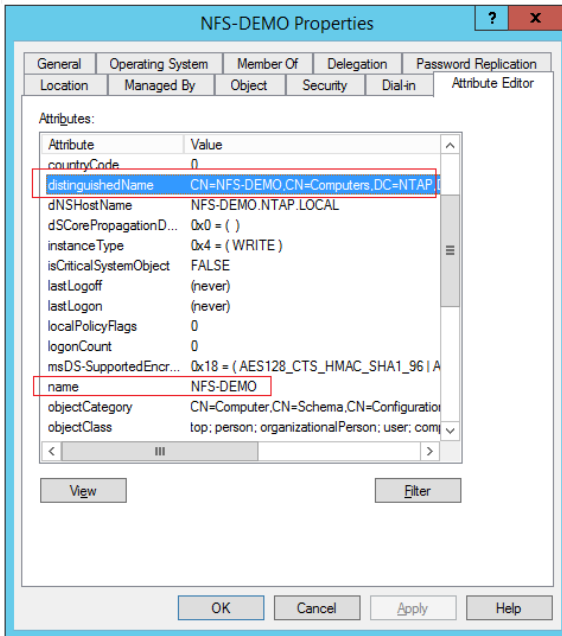 NFS-DEMO Properties
? x
General Operating System Member Of Delegation Password Replication
Location Managed By Object Security Dial-in Attribute Editor
Attributes:
Attribute Value
countryCode 0
distinguishedName CN=NFS-DEMO,CN=Computers,DC=NTAP,D
dNSHostName NFS-DEMO.NTAP.LOCAL
dSCorePropagationD... 0x0 = ( )
instanceType 0x4 = ( WRITE )
isCriticalSystemObject FALSE
lastLogoff (never)
lastLogon (never)
localPolicyFlags 0
logonCount 0
msDS-SupportedEncr... 0x18 = ( AES128_CTS_HMAC_SHA1_96 | A
name NFS-DEMO
objectCategory CN=Computer,CN=Schema,CN=Configuration
objectClass top; person; organizationalPerson; user; comp
View Filter
OK Cancel Apply Help